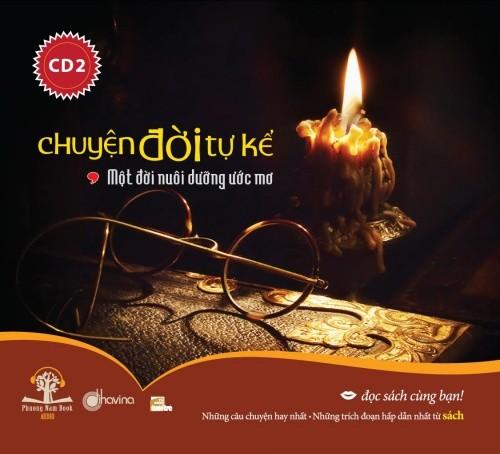 CD2
chuyện đời tự kể
Một đời nuôi dưỡng ước mơ
đọc sách cùng bạn!
Phuong Nam Book
AUDIO
dhavina
Những câu chuyện hay nhất • Những trích đoạn hấp dẫn nhất từ sách